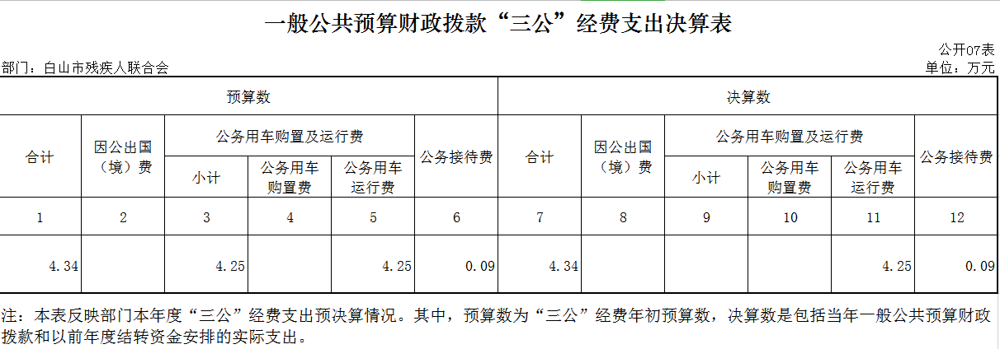 一般公共预算财政拨款“三公”经费支出决算表
公开07表
部门：白山市残疾人联合会 单位：万元
预算数 决算数
合计 因公出国（境）费 公务用车购置及运行费 公务接待费 合计 因公出国（境）费 公务用车购置及运行费 公务接待费
小计 公务用车购置费 公务用车运行费 小计 公务用车购置费 公务用车运行费
1 2 3 4 5 6 7 8 9 10 11 12
4.34 4.25 4.25 0.09 4.34 4.25 0.09
注：本表反映部门本年度“三公”经费支出预决算情况。其中，预算数为“三公”经费年初预算数，决算数是包括当年一般公共预算财政
拨款和以前年度结转资金安排的实际支出。